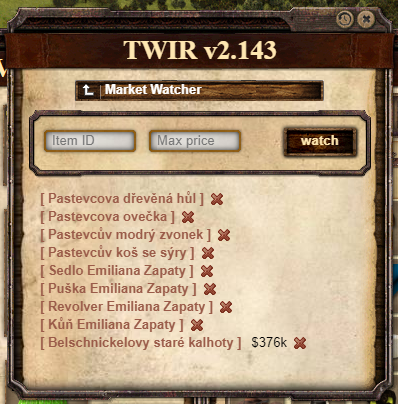 TWIR v2.143
Market Watcher
Item ID Max price watch
[ Pastevcova dřevěná hůl ]
[ Pastevcova ovečka ]
[ Pastevcův modrý zvonek ]
[ Pastevcův koš se sýry ]
[ Sedlo Emiliana Zapaty ]
[ Puška Emiliana Zapaty ]
[ Revolver Emiliana Zapaty ]
[ Kůň Emiliana Zapaty ]
[ Belschnickelovy staré kalhoty ] $376k